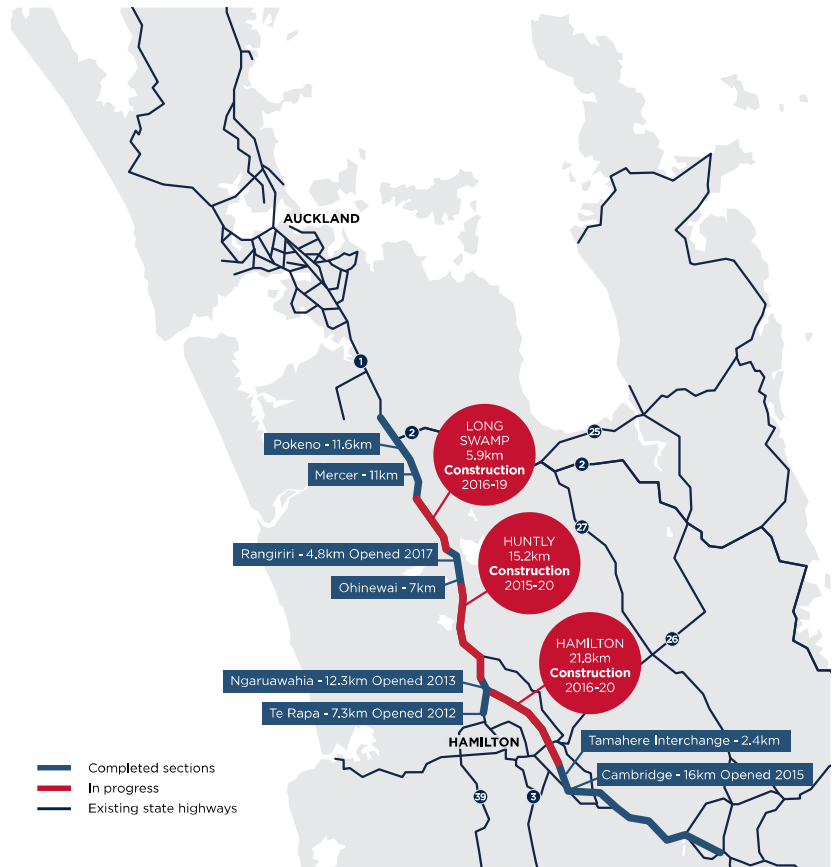 AUCKLAND
1
2
LONG
SWAMP
5.9km
Construction
2016-19
25
2
Pokeno - 11.6km
Mercer - 11km
27
Rangiriri - 4.8km Opened 2017
Ohinewai - 7km
HUNTLY
15.2km
Construction
2015-20
26
HAMILTON
21.8km
Construction
2016-20
Ngaruawahia - 12.3km Opened 2013
Te Rapa - 7.3km Opened 2012
HAMILTON
Tamahere Interchange - 2.4km
Cambridge - 16km Opened 2015
39
3
Completed sections
In progress
Existing state highways